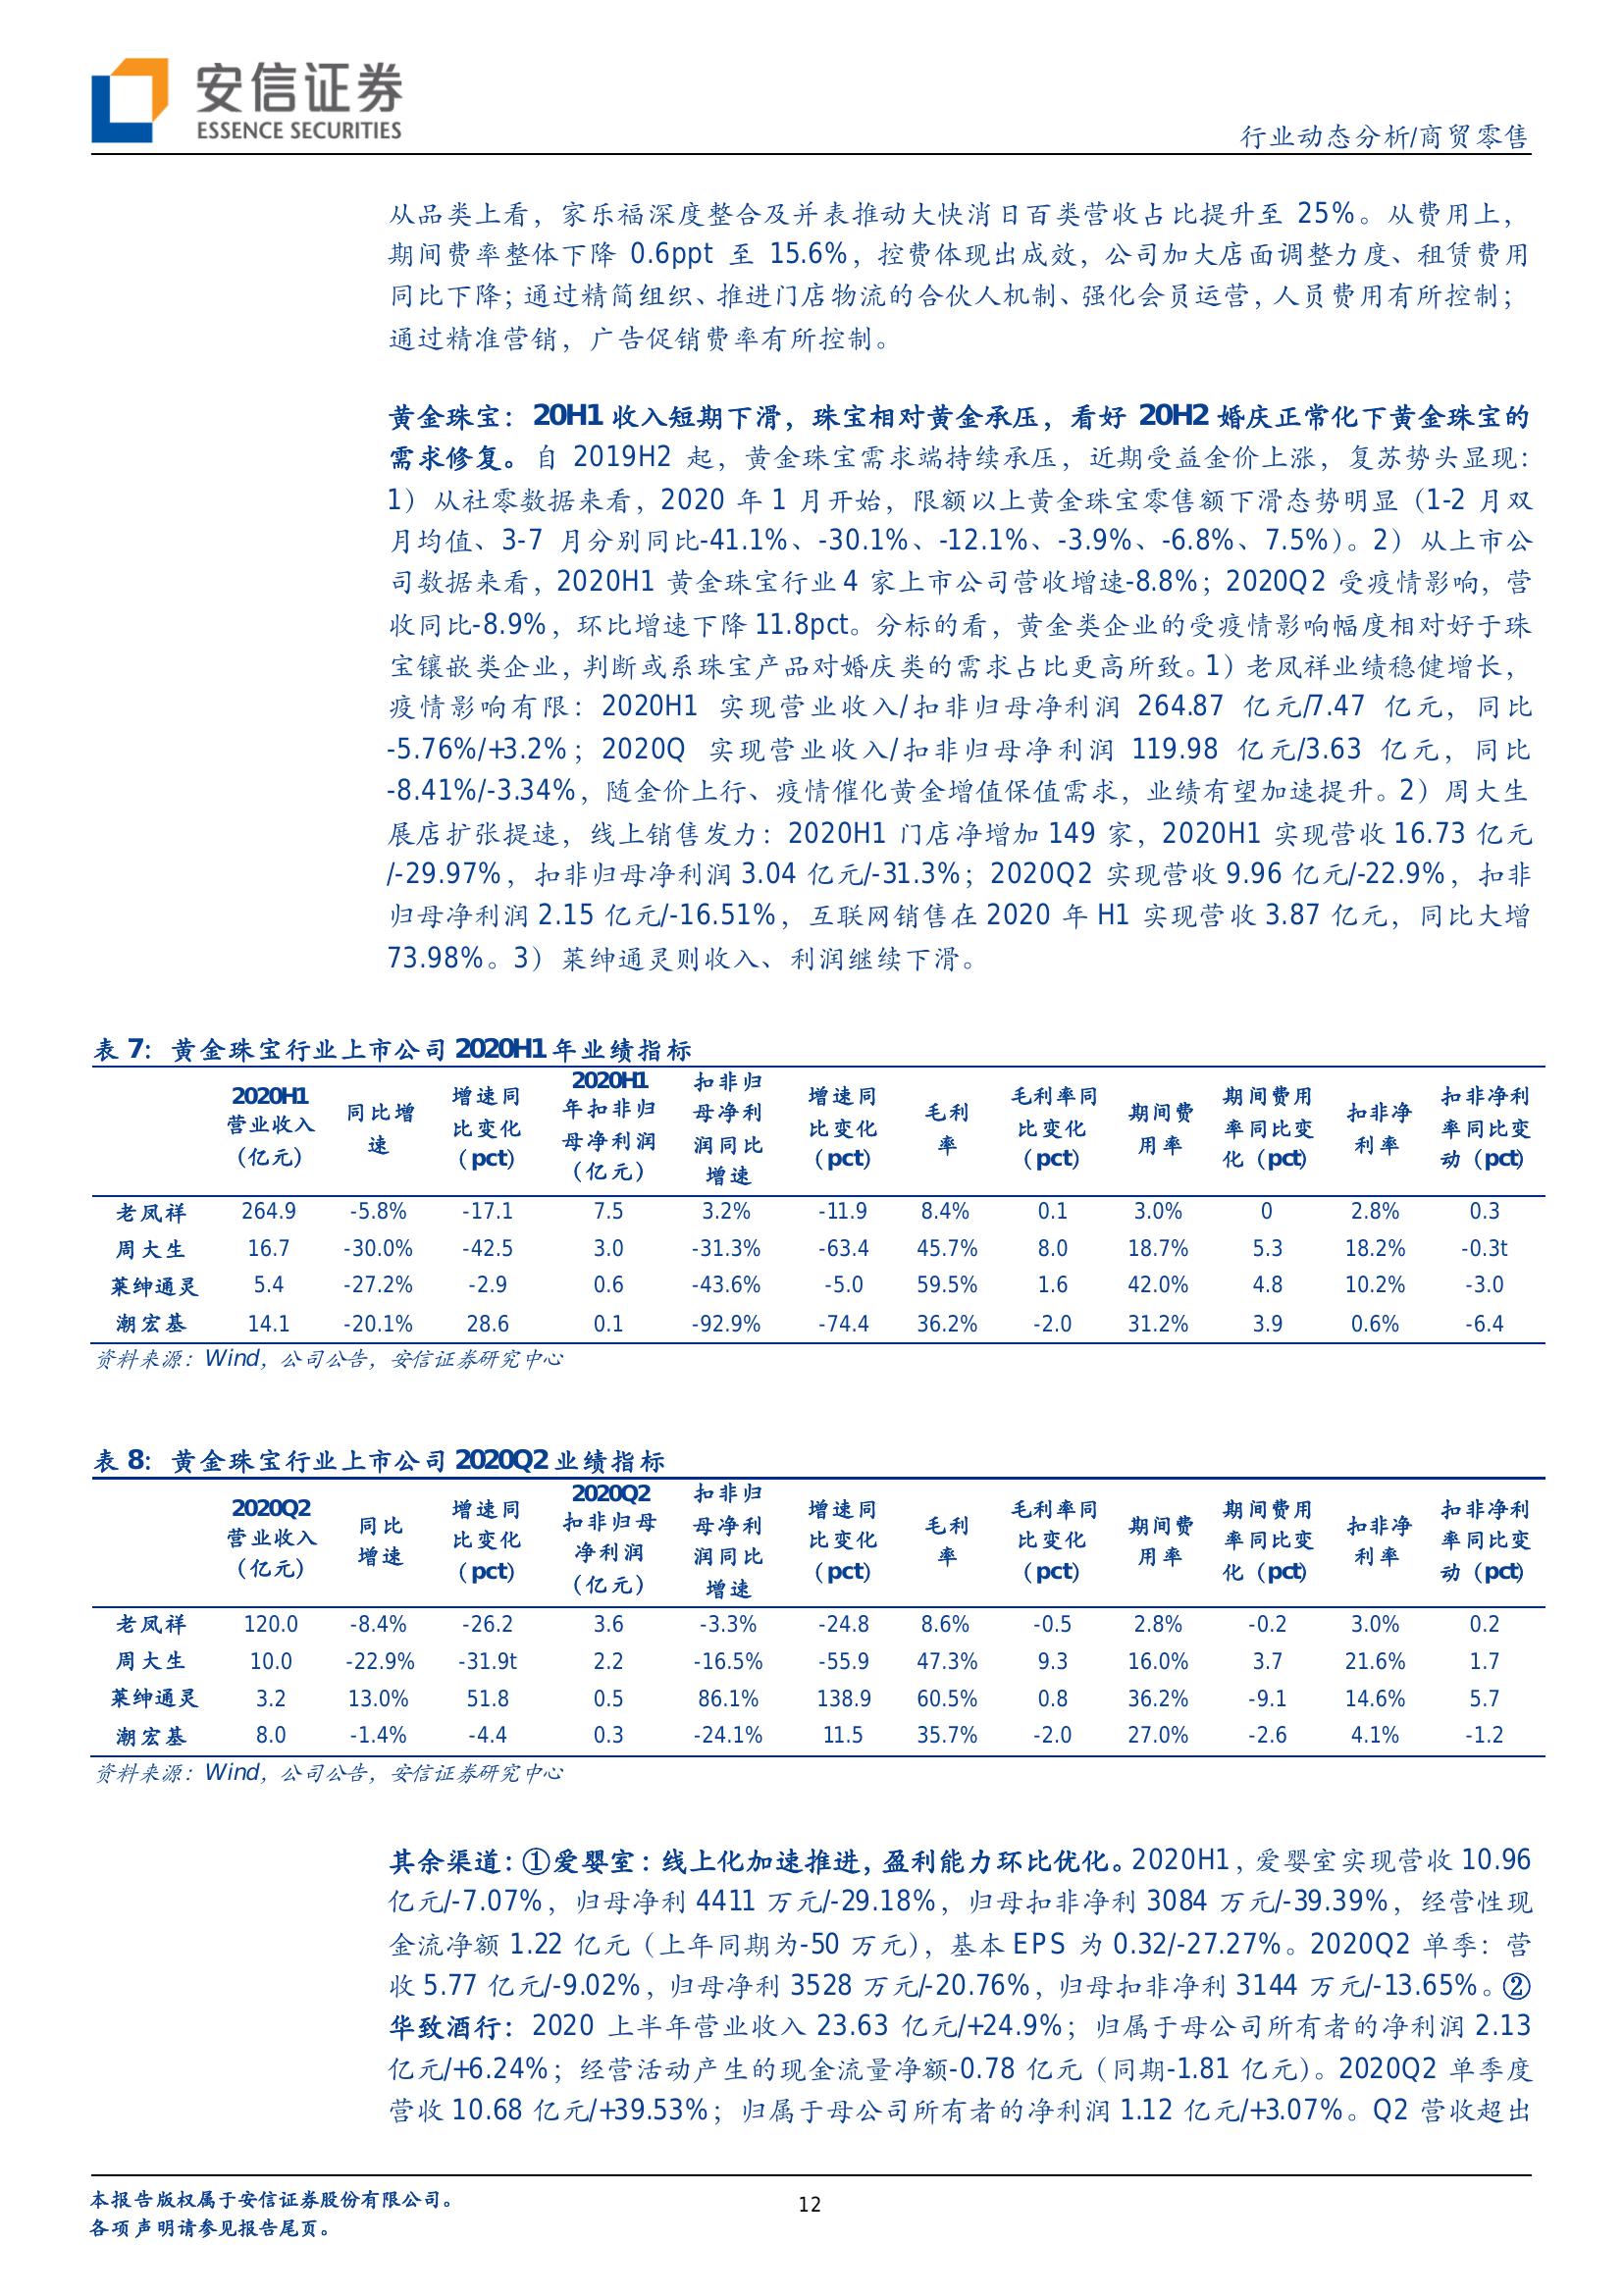 安信证券
ESSENCE SECURITIES
行业动态分析/商贸零售
从品类上看，家乐福深度整合及并表推动大快消日百类营收占比提升至 25%。从费用上，
期间费率整体下降 0.6ppt 至 15.6%，控费体现出成效，公司加大店面调整力度、租赁费用
同比下降；通过精简组织、推进门店物流的合伙人机制、强化会员运营，人员费用有所控制；
通过精准营销，广告促销费率有所控制。
黄金珠宝：20H1 收入短期下滑，珠宝相对黄金承压，看好 20H2 婚庆正常化下黄金珠宝的
需求修复。自 2019H2 起，黄金珠宝需求端持续承压，近期受益金价上涨，复苏势头显现：
1）从社零数据来看，2020 年 1 月开始，限额以上黄金珠宝零售额下滑态势明显（1-2 月双
月均值、3-7 月分别同比-41.1%、-30.1%、-12.1%、-3.9%、-6.8%、7.5%）。2）从上市公
司数据来看，2020H1 黄金珠宝行业 4 家上市公司营收增速-8.8%；2020Q2 受疫情影响，营
收同比-8.9%，环比增速下降 11.8pct。分标的看，黄金类企业的受疫情影响幅度相对好于珠
宝镶嵌类企业，判断或系珠宝产品对婚庆类的需求占比更高所致。1）老凤祥业绩稳健增长，
疫情影响有限：2020H1 实现营业收入/扣非归母净利润 264.87 亿元/7.47 亿元，同比
-5.76%/+3.2%；2020Q 实现营业收入/扣非归母净利润 119.98 亿元/3.63 亿元，同比
-8.41%/-3.34%，随金价上行、疫情催化黄金增值保值需求，业绩有望加速提升。2）周大生
展店扩张提速，线上销售发力：2020H1 门店净增加 149 家，2020H1 实现营收 16.73 亿元
/-29.97%，扣非归母净利润 3.04 亿元/-31.3%；2020Q2 实现营收 9.96 亿元/-22.9%，扣非
归母净利润 2.15 亿元/-16.51%，互联网销售在 2020 年 H1 实现营收 3.87 亿元，同比大增
73.98%。3）莱绅通灵则收入、利润继续下滑。
表 7：黄金珠宝行业上市公司 2020H1 年业绩指标
2020H1 营业收入（亿元） 同比增速 增速同比变化（pct） 2020H1 年扣非归母净利润（亿元） 扣非归母净利润同比增速 增速同比变化（pct） 毛利率 毛利率同比变化（pct） 期间费用率 期间费用率同比变化（pct） 扣非净利率 扣非净利率同比变动（pct）
老凤祥 264.9 -5.8% -17.1 7.5 3.2% -11.9 8.4% 0.1 3.0% 0 2.8% 0.3
周大生 16.7 -30.0% -42.5 3.0 -31.3% -63.4 45.7% 8.0 18.7% 5.3 18.2% -0.3t
莱绅通灵 5.4 -27.2% -2.9 0.6 -43.6% -5.0 59.5% 1.6 42.0% 4.8 10.2% -3.0
潮宏基 14.1 -20.1% 28.6 0.1 -92.9% -74.4 36.2% -2.0 31.2% 3.9 0.6% -6.4
资料来源：Wind，公司公告，安信证券研究中心
表 8：黄金珠宝行业上市公司 2020Q2 业绩指标
2020Q2 营业收入（亿元） 同比增速 增速同比变化（pct） 2020Q2 扣非归母净利润（亿元） 扣非归母净利润同比增速 增速同比变化（pct） 毛利率 毛利率同比变化（pct） 期间费用率 期间费用率同比变化（pct） 扣非净利率 扣非净利率同比变动（pct）
老凤祥 120.0 -8.4% -26.2 3.6 -3.3% -24.8 8.6% -0.5 2.8% -0.2 3.0% 0.2
周大生 10.0 -22.9% -31.9t 2.2 -16.5% -55.9 47.3% 9.3 16.0% 3.7 21.6% 1.7
莱绅通灵 3.2 13.0% 51.8 0.5 86.1% 138.9 60.5% 0.8 36.2% -9.1 14.6% 5.7
潮宏基 8.0 -1.4% -4.4 0.3 -24.1% 11.5 35.7% -2.0 27.0% -2.6 4.1% -1.2
资料来源：Wind，公司公告，安信证券研究中心
其余渠道：①爱婴室：线上化加速推进，盈利能力环比优化。2020H1，爱婴室实现营收 10.96
亿元/-7.07%，归母净利 4411 万元/-29.18%，归母扣非净利 3084 万元/-39.39%，经营性现
金流净额 1.22 亿元（上年同期为-50 万元），基本 EPS 为 0.32/-27.27%。2020Q2 单季：营
收 5.77 亿元/-9.02%，归母净利 3528 万元/-20.76%，归母扣非净利 3144 万元/-13.65%。②
华致酒行：2020 上半年营业收入 23.63 亿元/+24.9%；归属于母公司所有者的净利润 2.13
亿元/+6.24%；经营活动产生的现金流量净额-0.78 亿元（同期-1.81 亿元）。2020Q2 单季度
营收 10.68 亿元/+39.53%；归属于母公司所有者的净利润 1.12 亿元/+3.07%。Q2 营收超出
本报告版权属于安信证券股份有限公司。
各项声明请参见报告尾页。
12